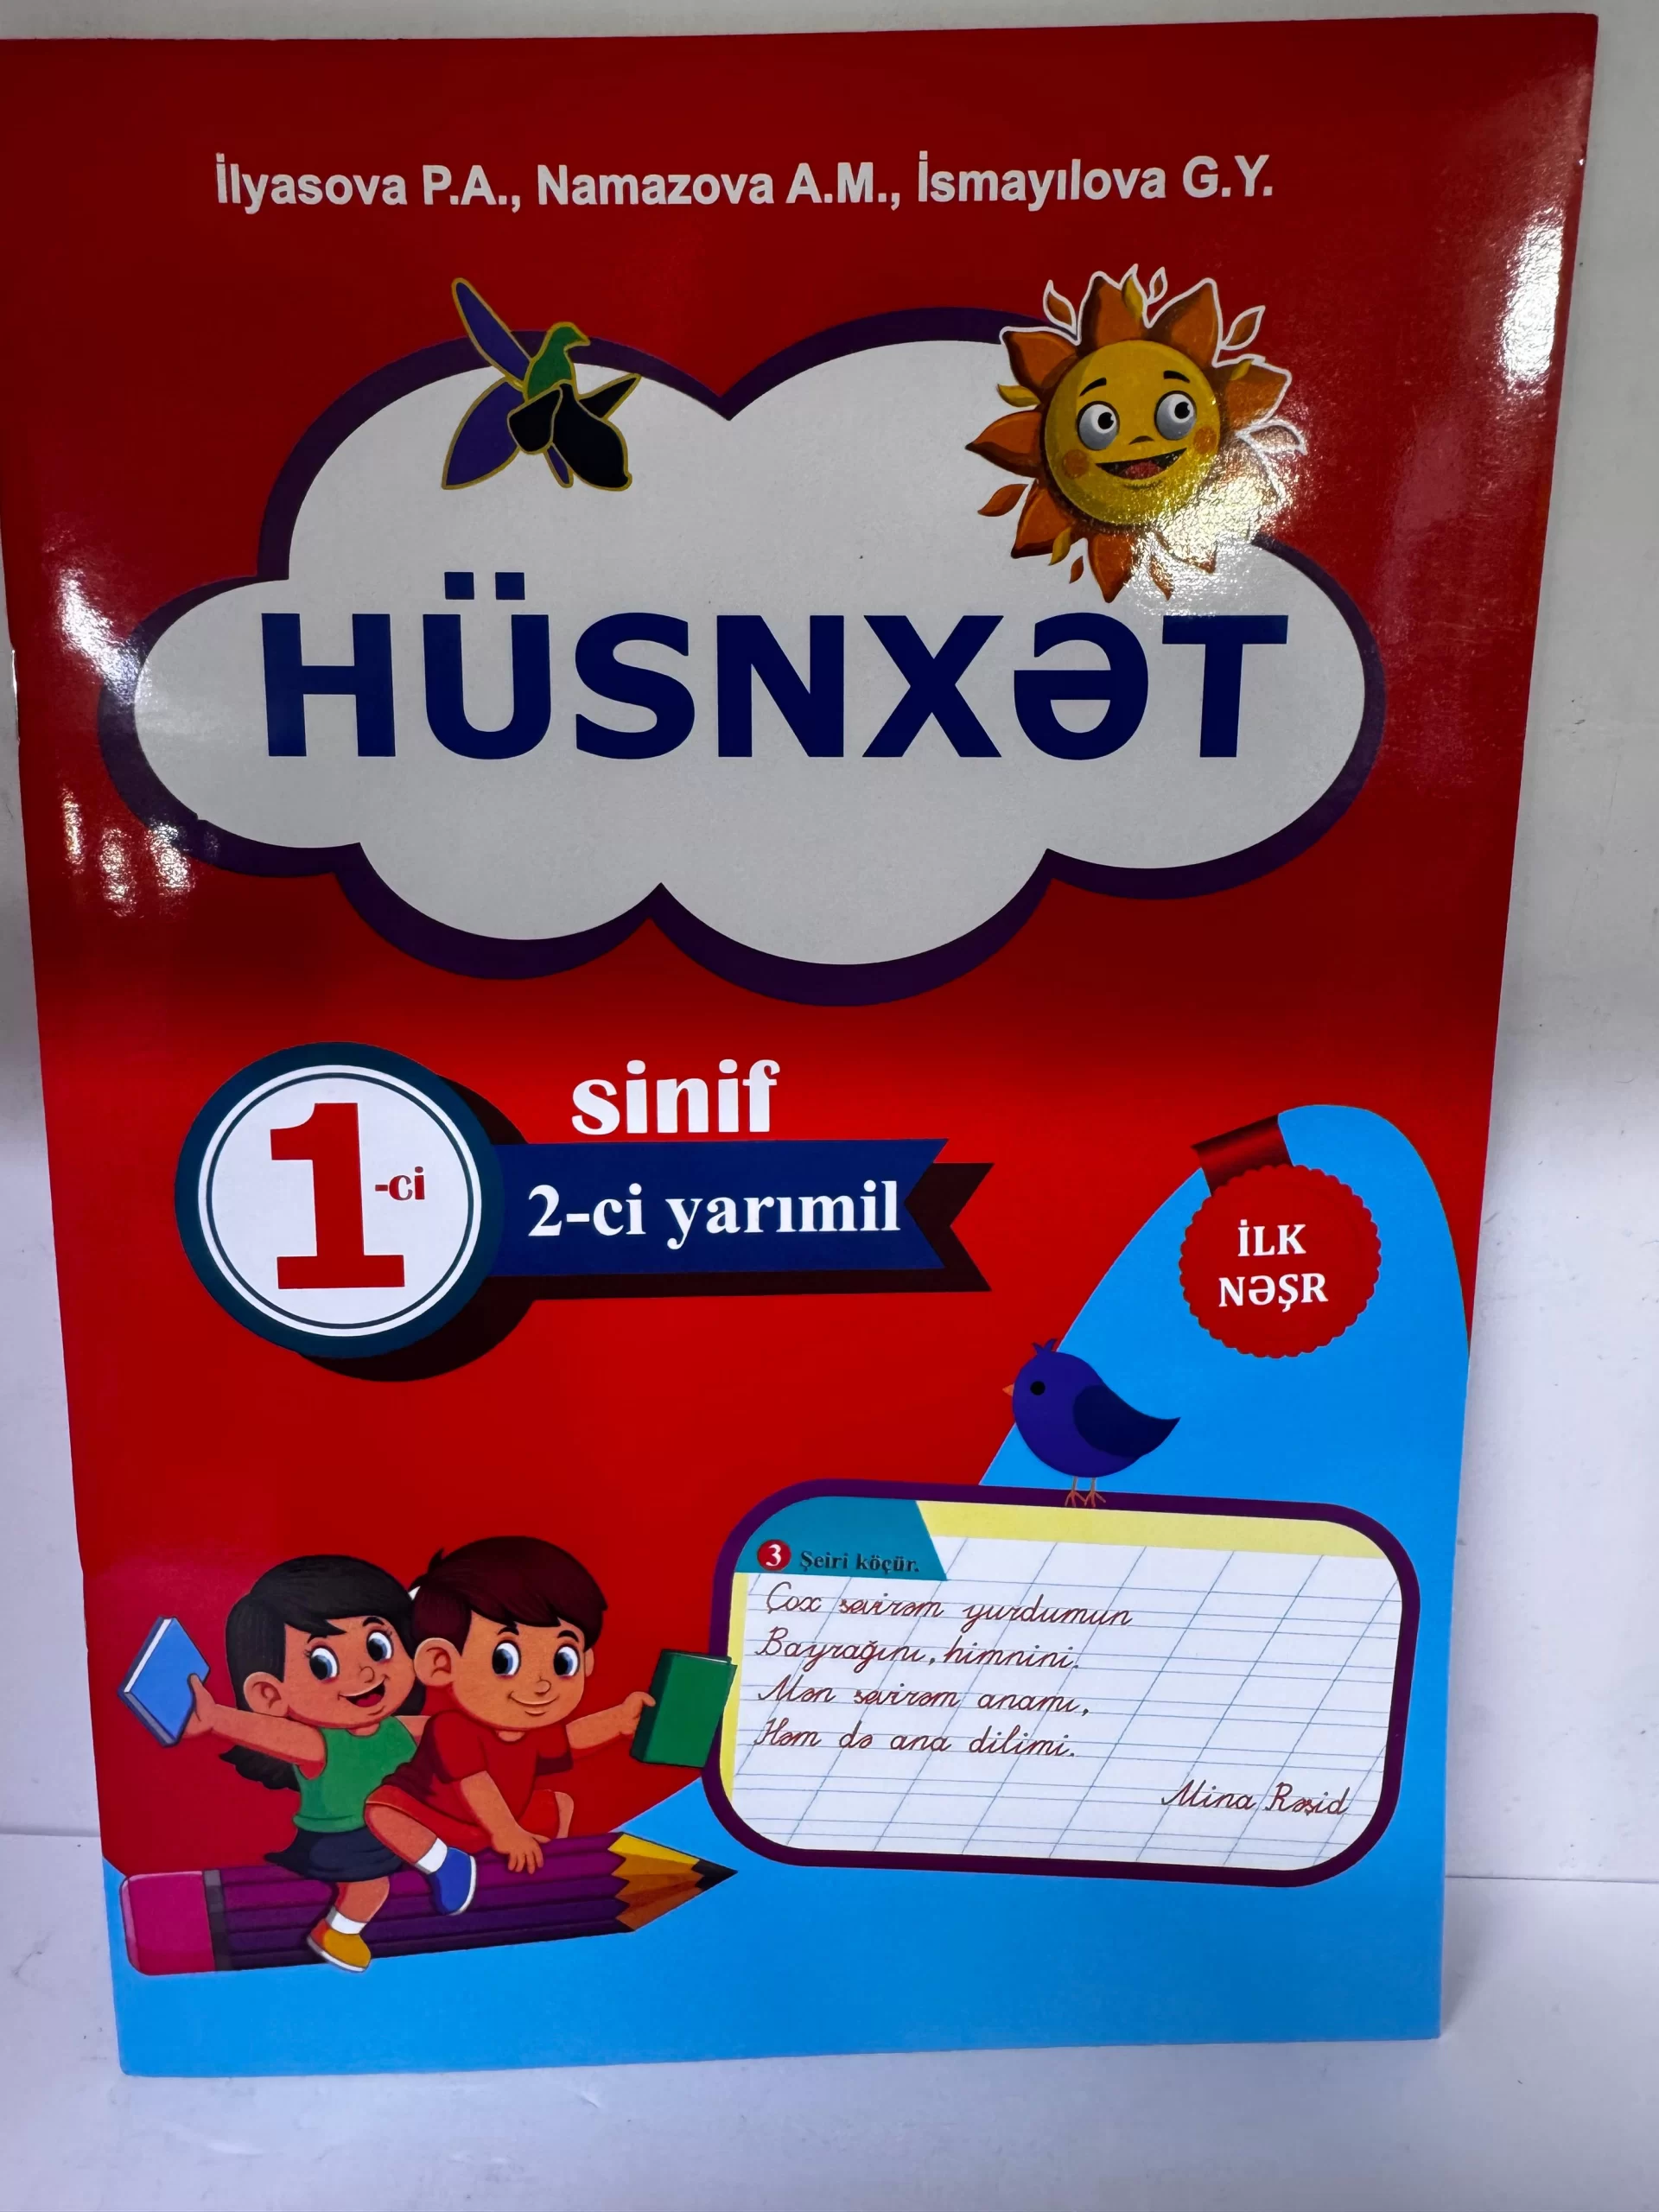 İlyasova P.A., Namazova A.M., İsmayılova G.Y.
HÜSNXƏT
1-ci
sinif
2-ci yarımil
İLK
NƏŞR
3 Şeiri köçür.
Çox sevirəm yurdumun
Bayrağını, himnini.
Mən sevirəm anamı,
Həm də ana dilimi.
Mina Rəşid